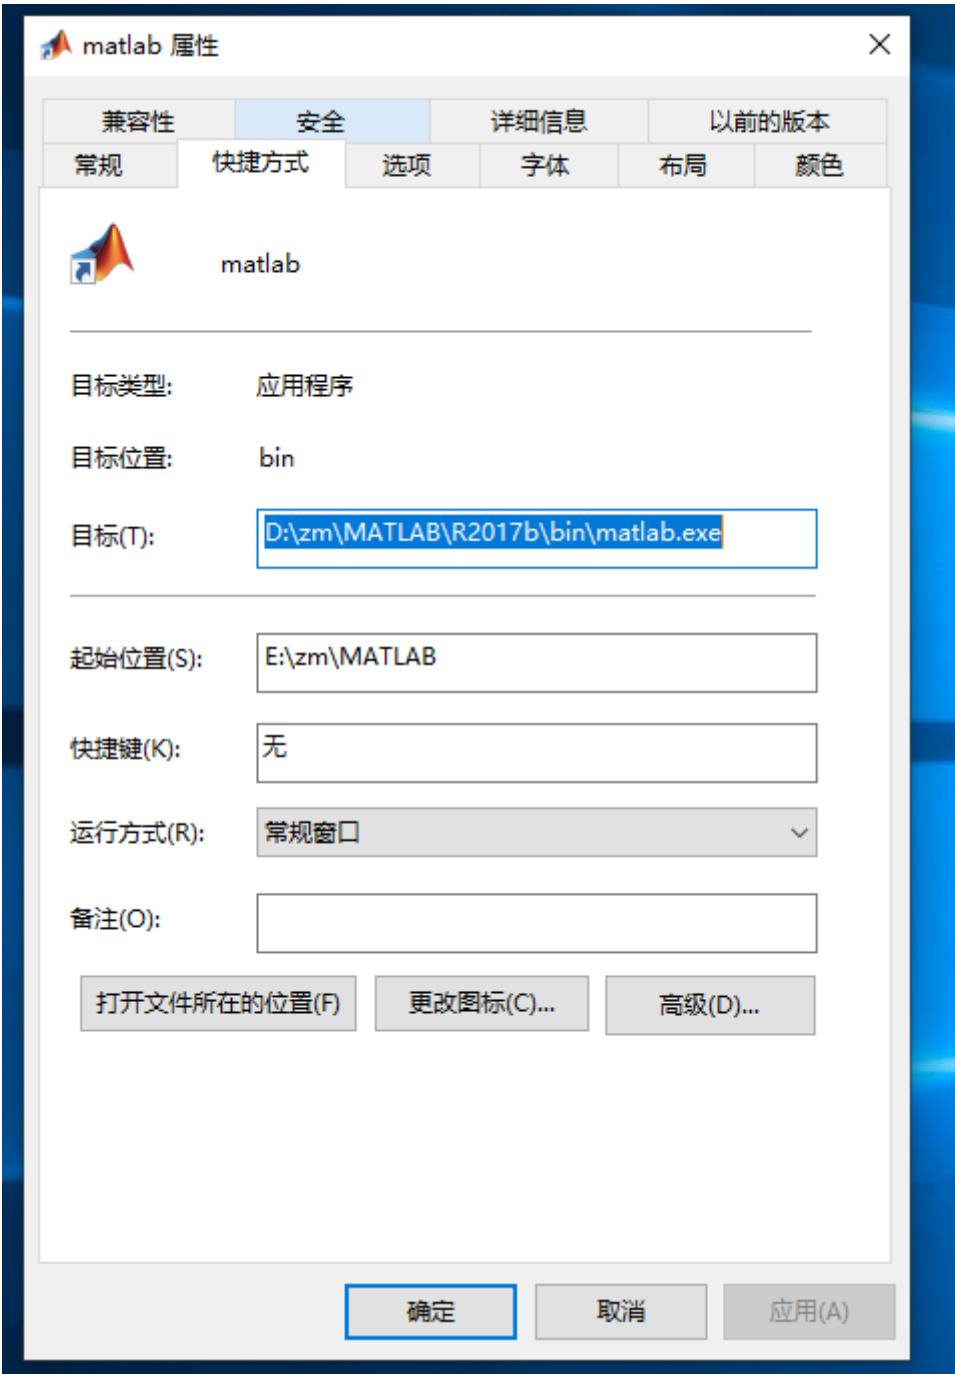 matlab 属性
兼容性 安全 详细信息 以前的版本
常规 快捷方式 选项 字体 布局 颜色
matlab
目标类型: 应用程序
目标位置: bin
目标(T): D:\zm\MATLAB\R2017b\bin\matlab.exe
起始位置(S): E:\zm\MATLAB
快捷键(K): 无
运行方式(R): 常规窗口
备注(O):
打开文件所在的位置(F) 更改图标(C)... 高级(D)...
确定 取消 应用(A)